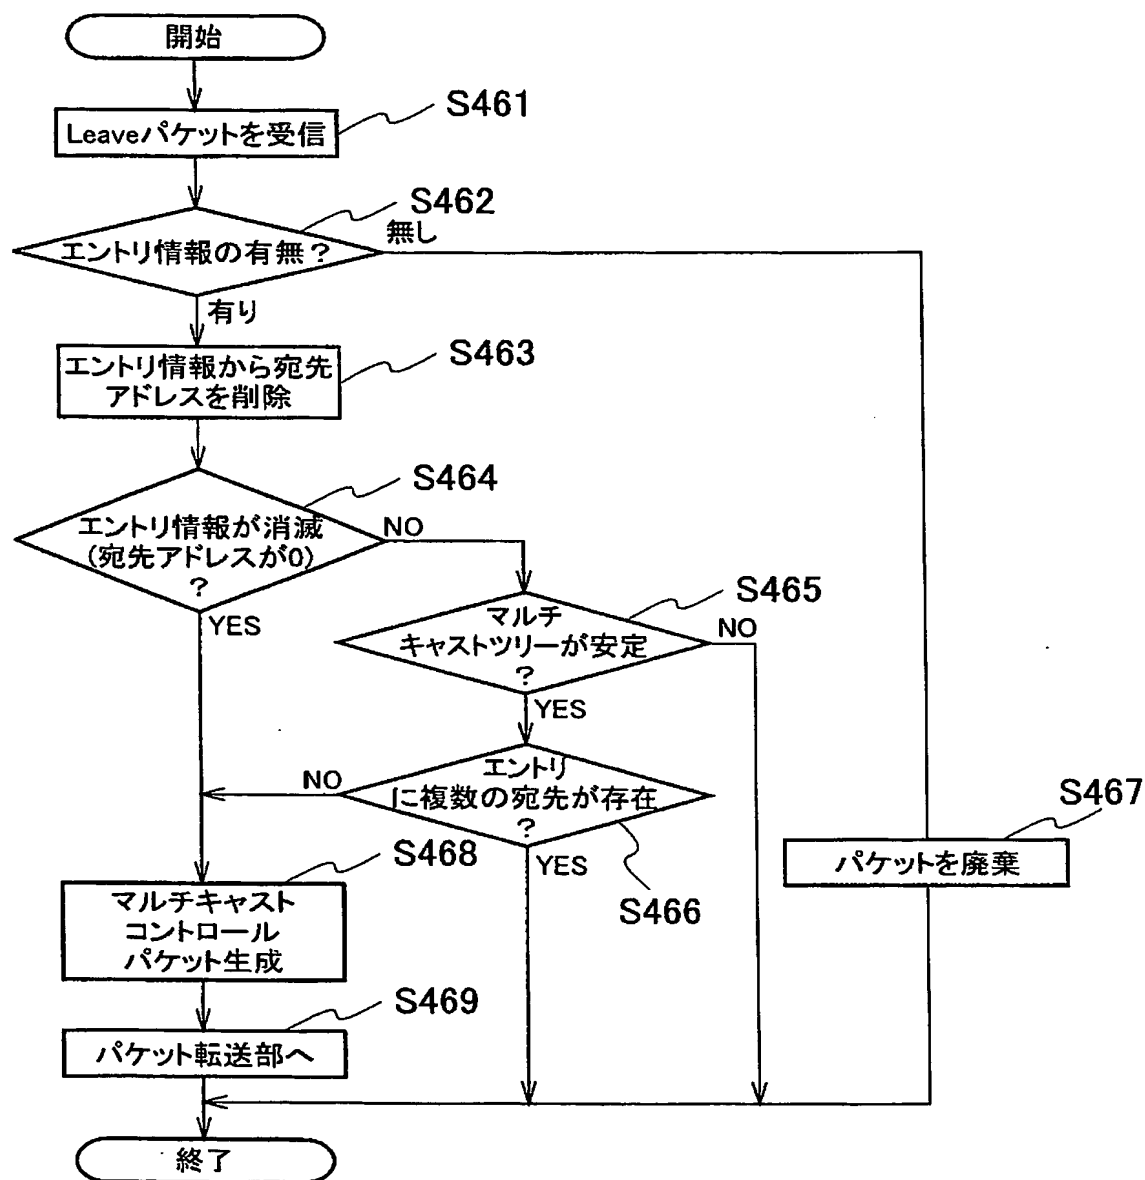 開始
S461
Leaveパケットを受信
S462
無し
エントリ情報の有無?
有り
S463
エントリ情報から宛先
アドレスを削除
S464
エントリ情報が消滅
(宛先アドレスが0)
?
NO
YES
S465
マルチ
キャストツリーが安定
?
NO
YES
エントリ
に複数の宛先が存在
?
NO
YES
S466
S467
パケットを廃棄
S468
マルチキャスト
コントロール
パケット生成
S469
パケット転送部へ
終了